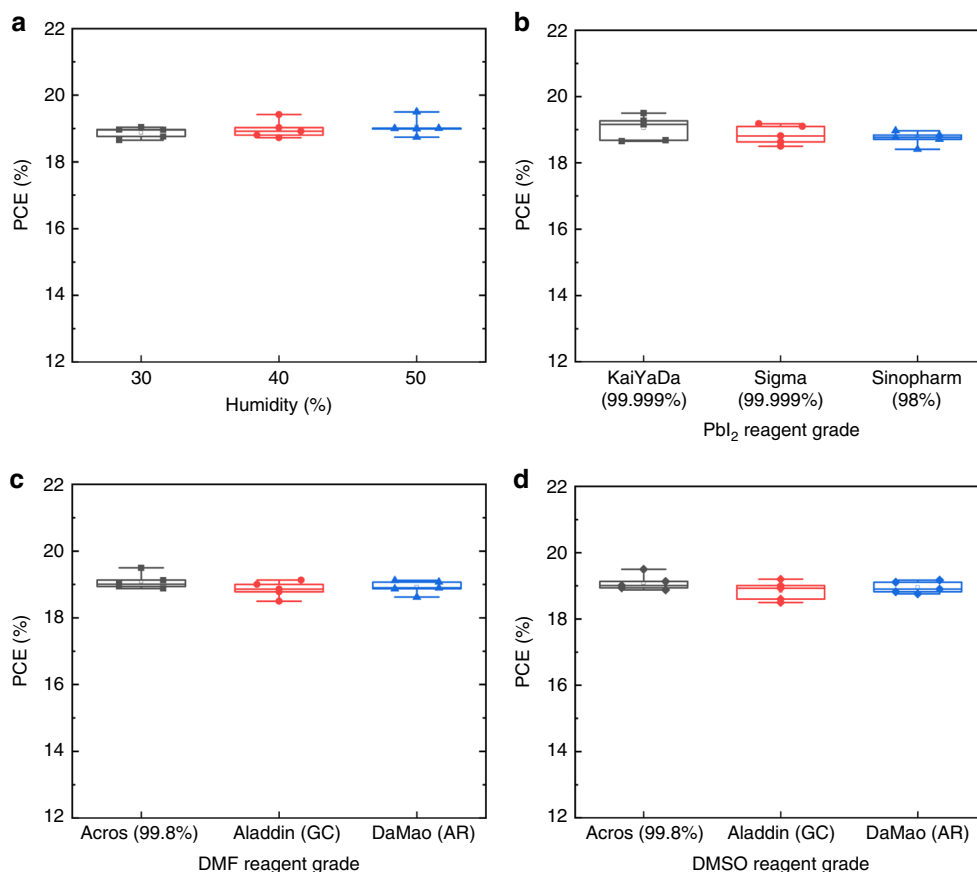 a
22
20
18
16
14
12
PCE (%)
30 40 50
Humidity (%)
b
22
20
18
16
14
12
PCE (%)
KaiYaDa Sigma Sinopharm
(99.999%) (99.999%) (98%)
PbI₂ reagent grade
c
22
20
18
16
14
12
PCE (%)
Acros (99.8%) Aladdin (GC) DaMao (AR)
DMF reagent grade
d
22
20
18
16
14
12
PCE (%)
Acros (99.8%) Aladdin (GC) DaMao (AR)
DMSO reagent grade